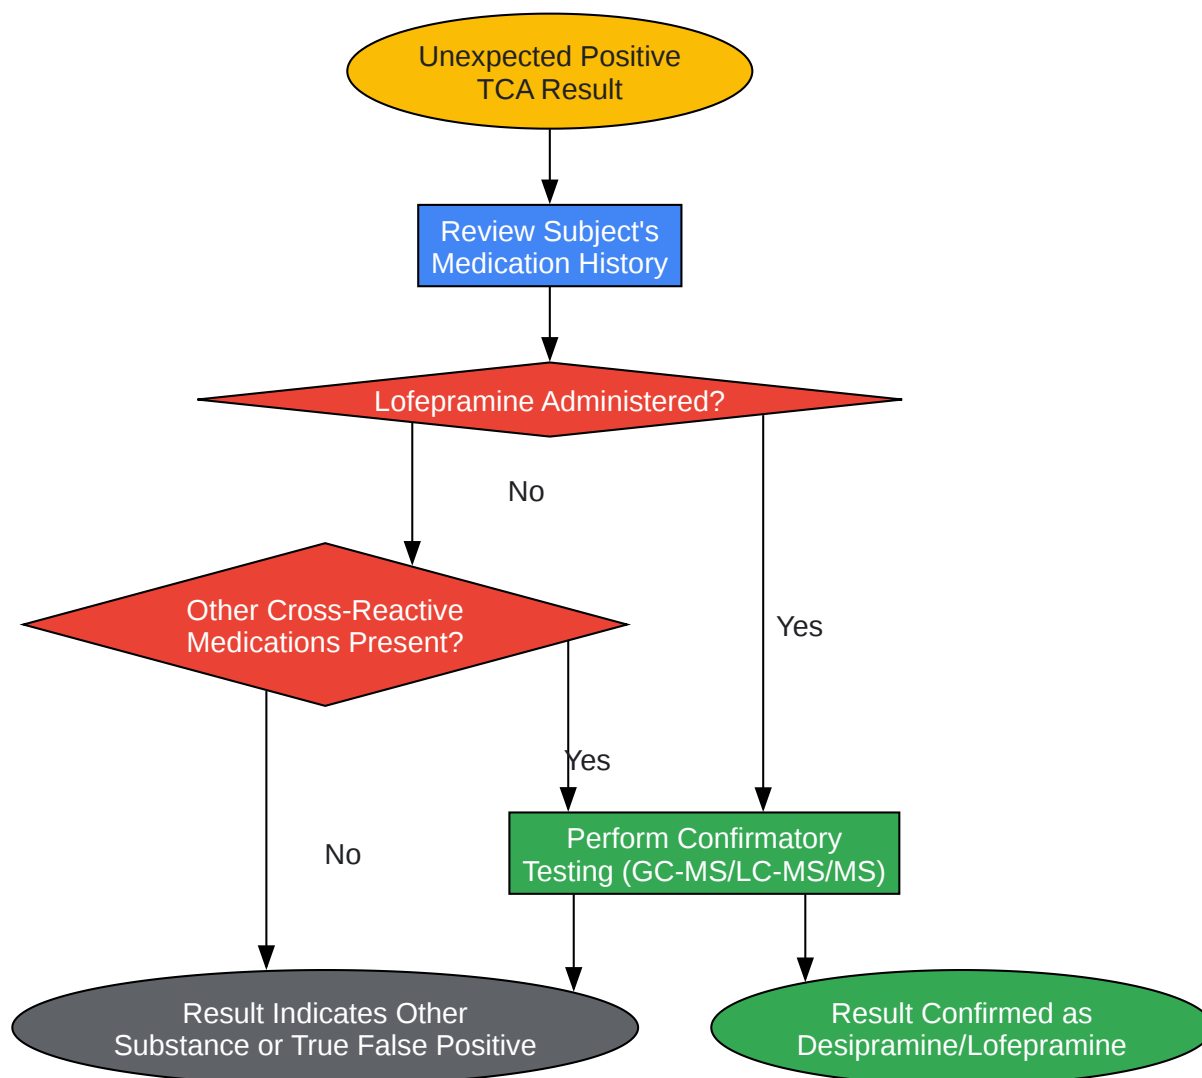 Unexpected Positive
TCA Result
Review Subject's
Medication History
Lofepramine Administered?
No
Other Cross-Reactive
Medications Present?
Yes
Yes
No
Perform Confirmatory
Testing (GC-MS/LC-MS/MS)
Result Indicates Other
Substance or True False Positive
Result Confirmed as
Desipramine/Lofepramine